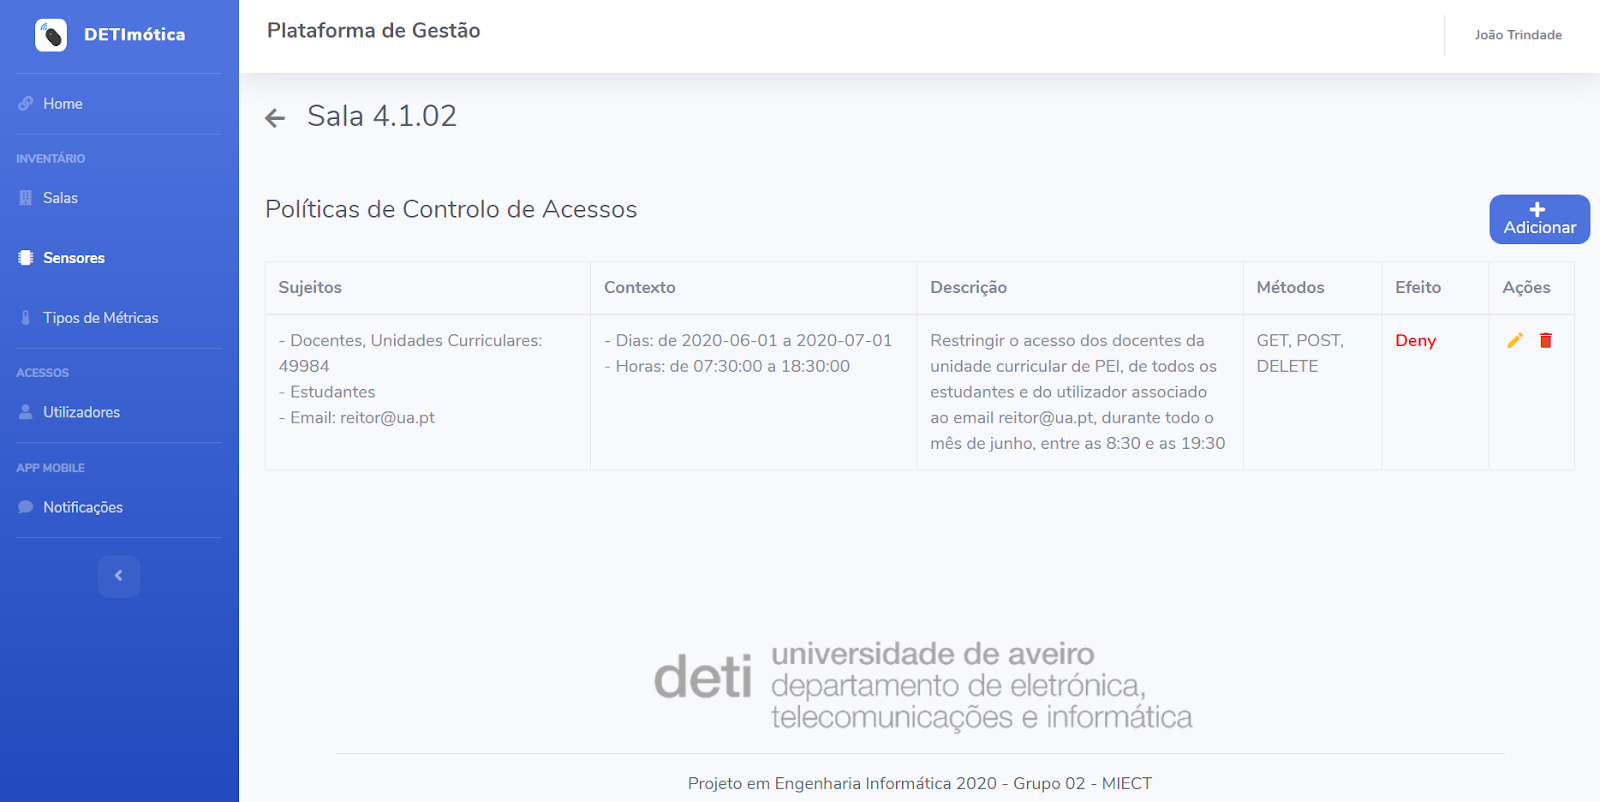 DETImótica
Plataforma de Gestão
João Trindade
Home
INVENTÁRIO
Salas
Sensores
Tipos de Métricas
ACESSOS
Utilizadores
APP MOBILE
Notificações
Sala 4.1.02
Políticas de Controlo de Acessos
Adicionar
Sujeitos
Contexto
Descrição
Métodos
Efeito
Ações
- Docentes, Unidades Curriculares:
49984
- Estudantes
- Email: reitor@ua.pt
- Dias: de 2020-06-01 a 2020-07-01
- Horas: de 07:30:00 a 18:30:00
Restringir o acesso dos docentes da
unidade curricular de PEI, de todos os
estudantes e do utilizador associado
ao email reitor@ua.pt, durante todo o
mês de junho, entre as 8:30 e as 19:30
GET, POST,
DELETE
Deny
deti
universidade de aveiro
departamento de eletrónica,
telecomunicações e informática
Projeto em Engenharia Informática 2020 - Grupo 02 - MIECT